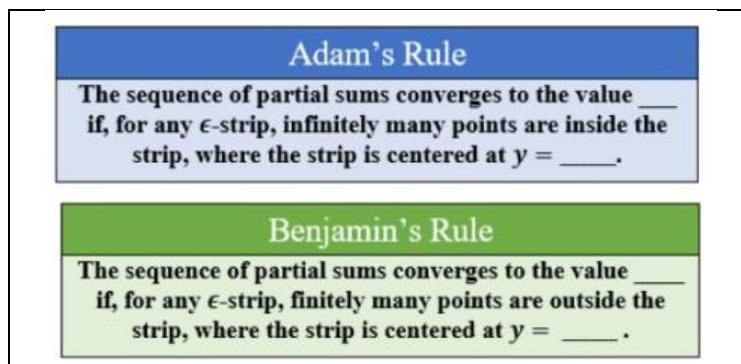 Adam's Rule
The sequence of partial sums converges to the value ___
if, for any ϵ-strip, infinitely many points are inside the
strip, where the strip is centered at y = ____.
Benjamin's Rule
The sequence of partial sums converges to the value ____
if, for any ϵ-strip, finitely many points are outside the
strip, where the strip is centered at y = ____ .